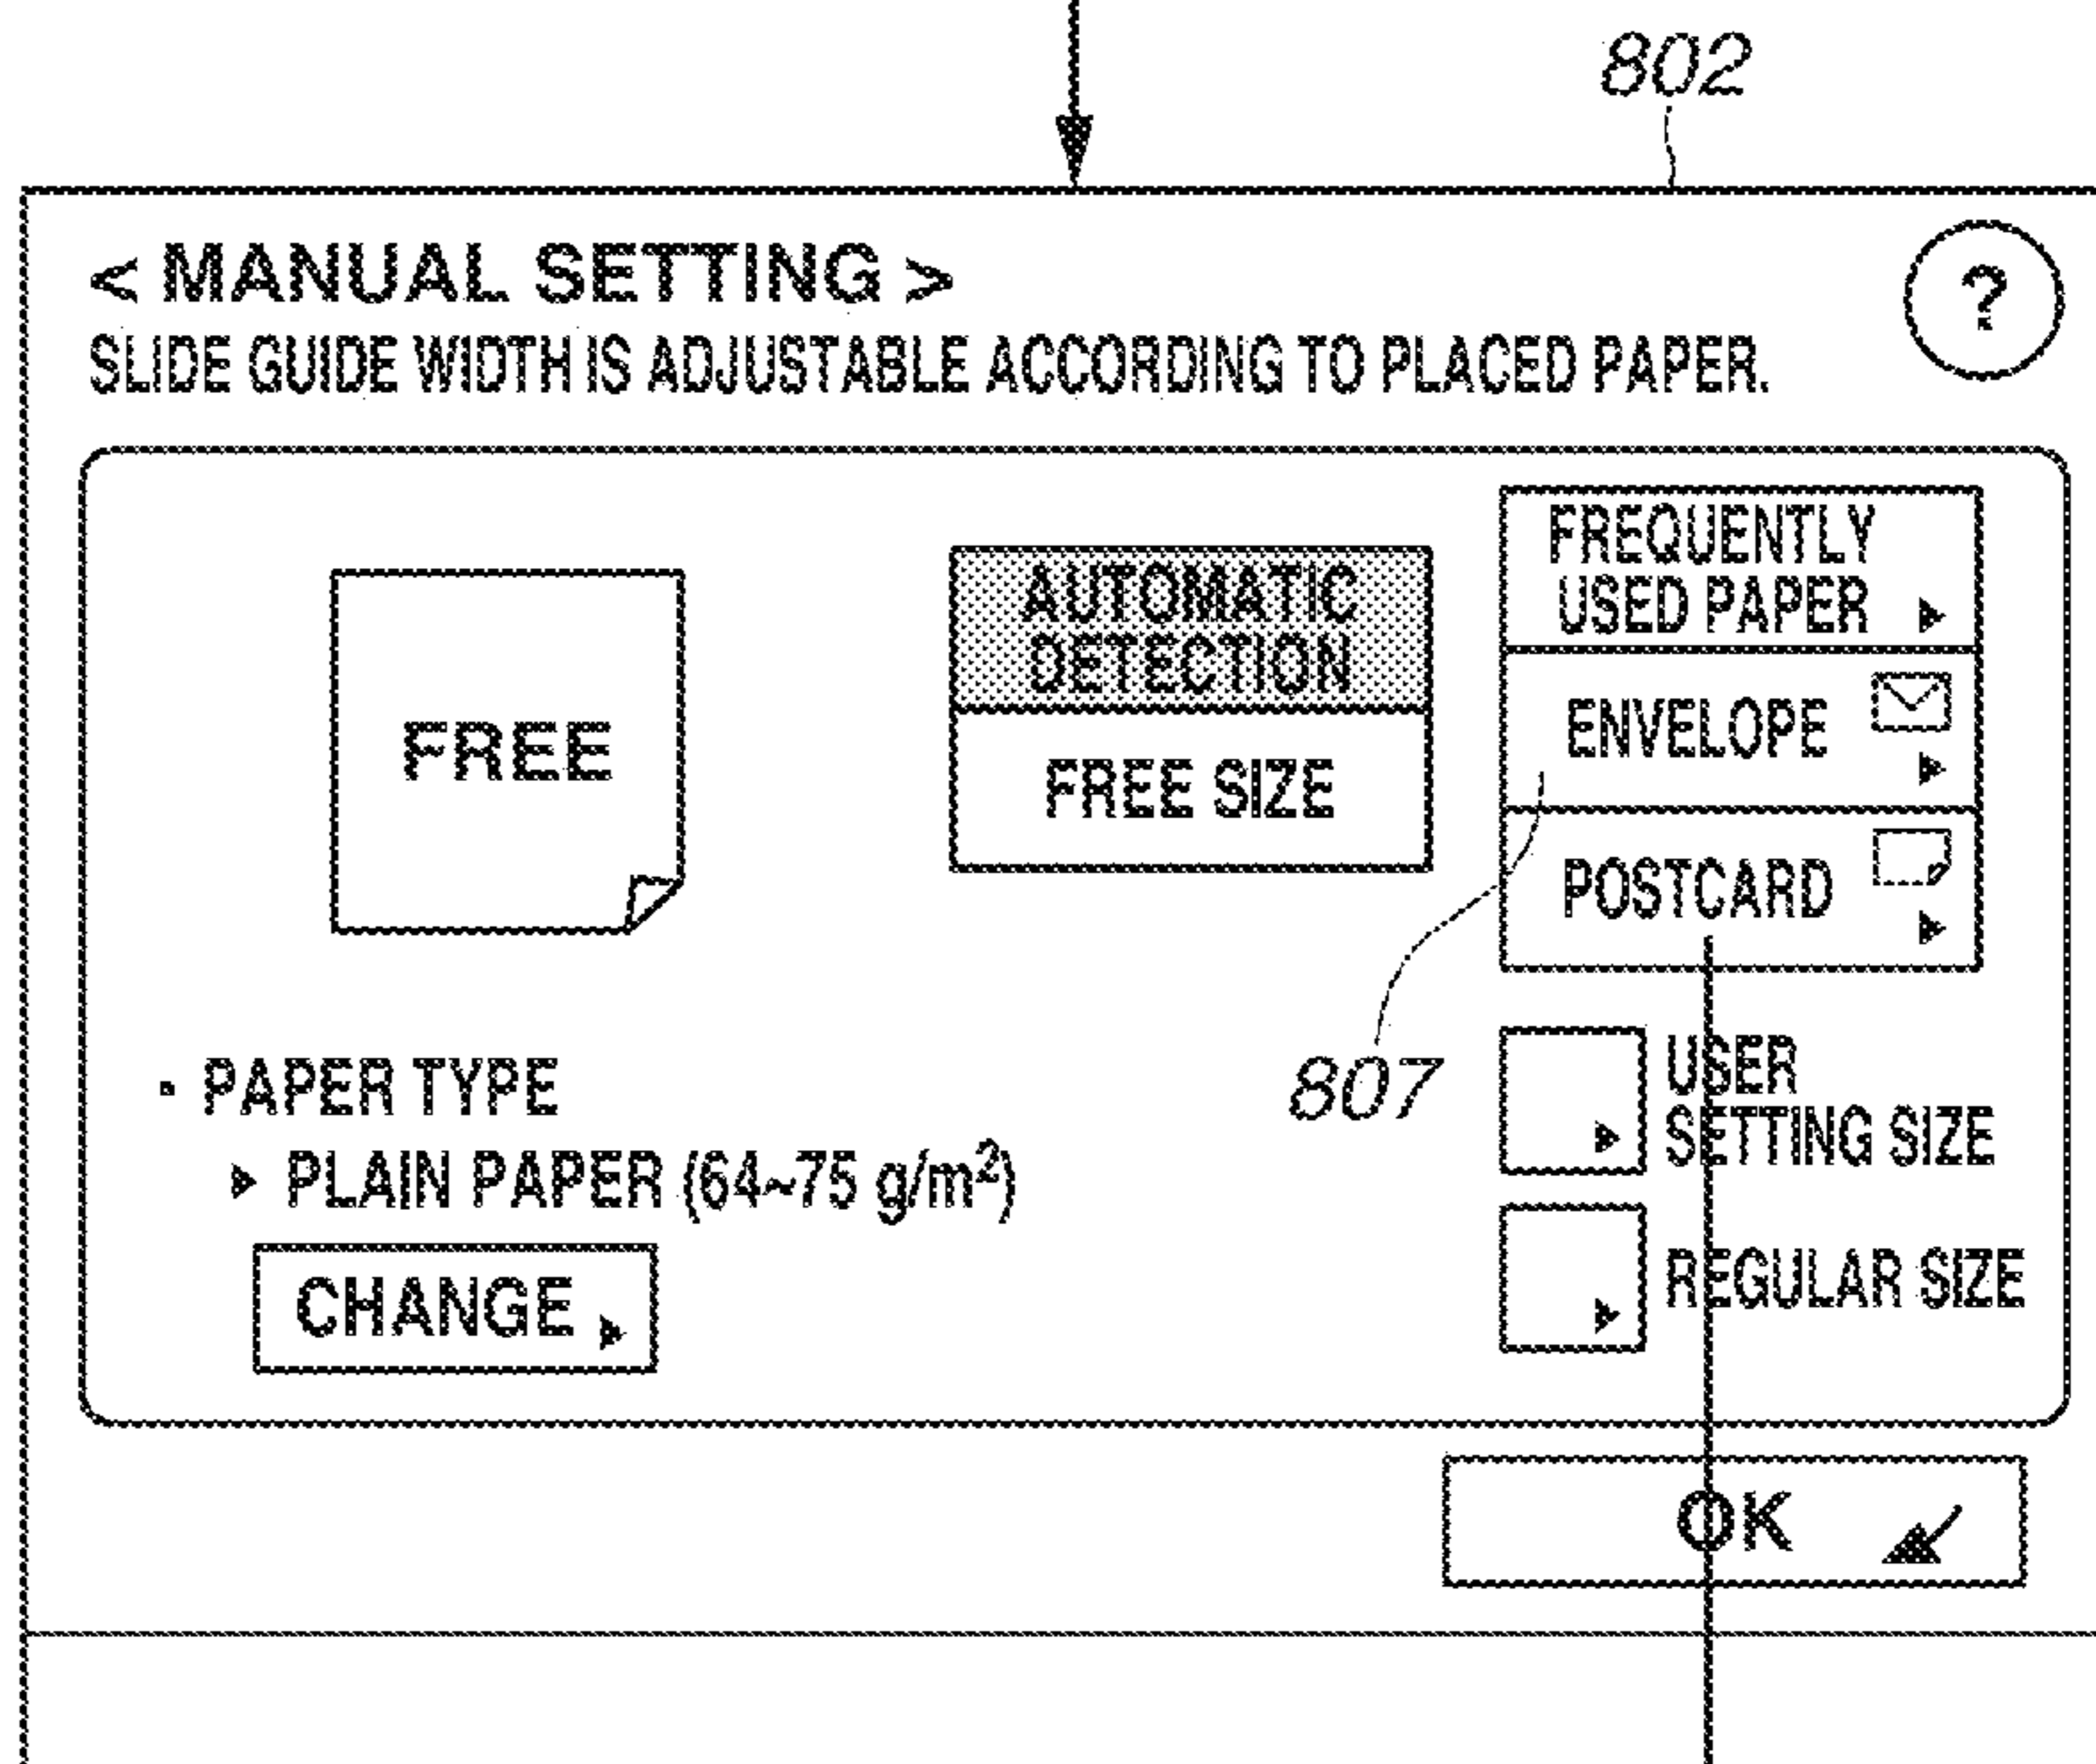 802
< MANUAL SETTING >
?
SLIDE GUIDE WIDTH IS ADJUSTABLE ACCORDING TO PLACED PAPER.
FREE
AUTOMATIC
DETECTION
FREE SIZE
FREQUENTLY
USED PAPER
ENVELOPE
POSTCARD
807
USER
SETTING SIZE
REGULAR SIZE
· PAPER TYPE
PLAIN PAPER (64~75 g/m²)
CHANGE
OK